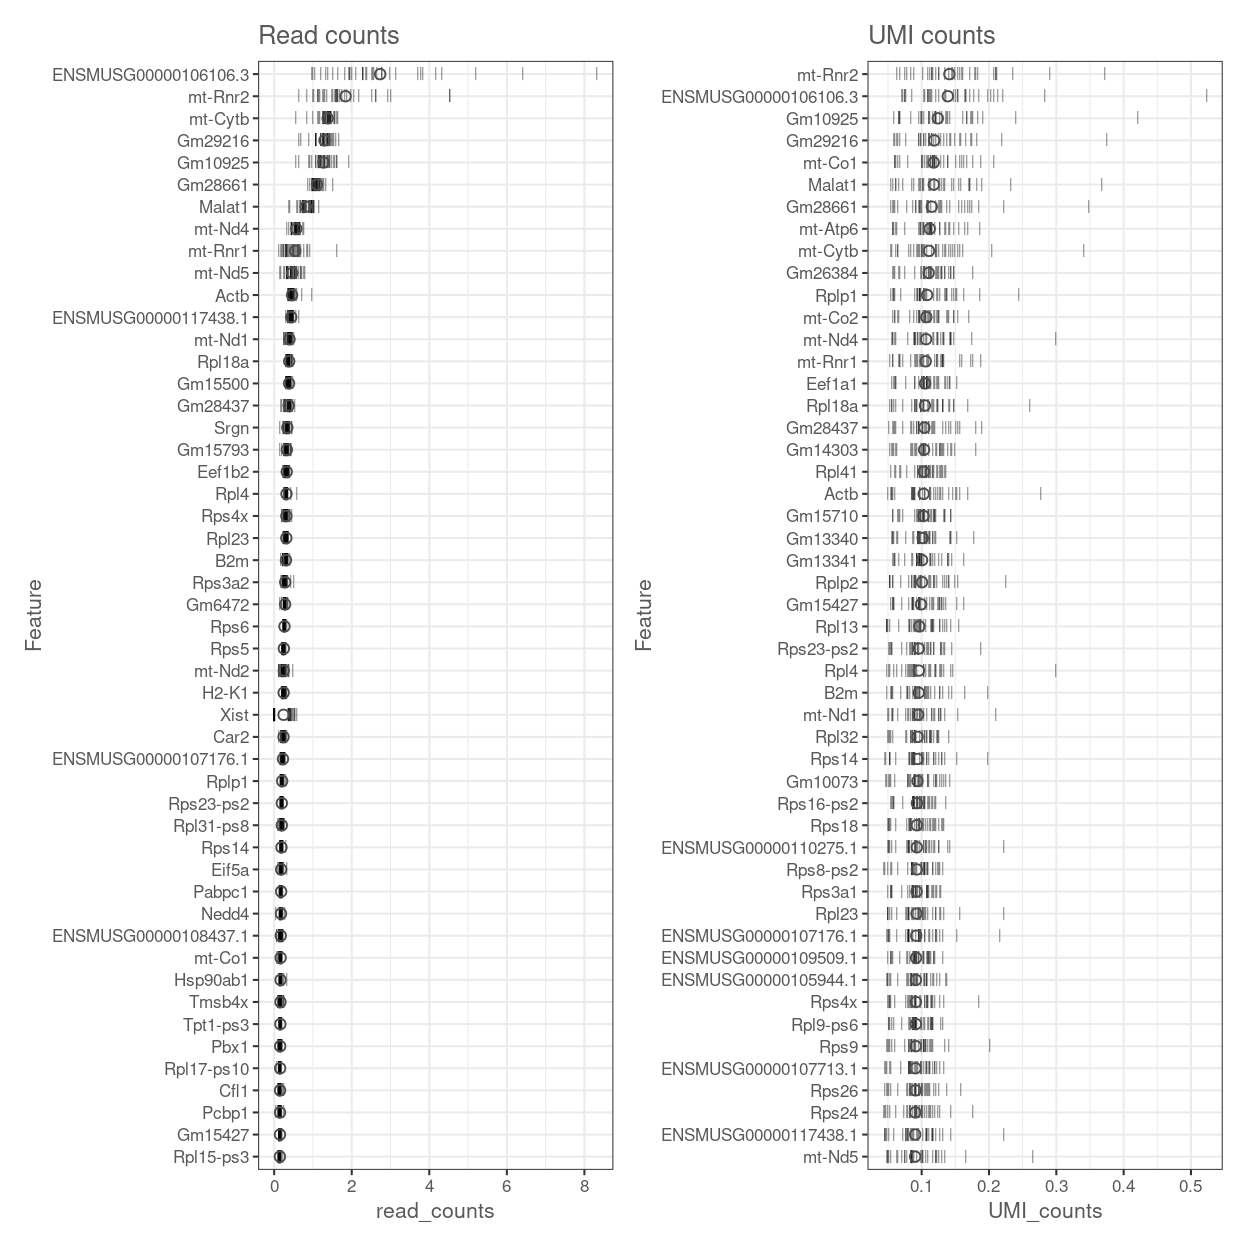 Read counts
Feature
ENSMUSG00000106106.3
mt-Rnr2
mt-Cytb
Gm29216
Gm10925
Gm28661
Malat1
mt-Nd4
mt-Rnr1
mt-Nd5
Actb
ENSMUSG00000117438.1
mt-Nd1
Rpl18a
Gm15500
Gm28437
Srgn
Gm15793
Eef1b2
Rpl4
Rps4x
Rpl23
B2m
Rps3a2
Gm6472
Rps6
Rps5
mt-Nd2
H2-K1
Xist
Car2
ENSMUSG00000107176.1
Rplp1
Rps23-ps2
Rpl31-ps8
Rps14
Eif5a
Pabpc1
Nedd4
ENSMUSG00000108437.1
mt-Co1
Hsp90ab1
Tmsb4x
Tpt1-ps3
Pbx1
Rpl17-ps10
Cfl1
Pcbp1
Gm15427
Rpl15-ps3
0 2 4 6 8
read_counts
UMI counts
Feature
mt-Rnr2
ENSMUSG00000106106.3
Gm10925
Gm29216
mt-Co1
Malat1
Gm28661
mt-Atp6
mt-Cytb
Gm26384
Rplp1
mt-Co2
mt-Nd4
mt-Rnr1
Eef1a1
Rpl18a
Gm28437
Gm14303
Rpl41
Actb
Gm15710
Gm13340
Gm13341
Rplp2
Gm15427
Rpl13
Rps23-ps2
Rpl4
B2m
mt-Nd1
Rpl32
Rps14
Gm10073
Rps16-ps2
Rps18
ENSMUSG00000110275.1
Rps8-ps2
Rps3a1
Rpl23
ENSMUSG00000107176.1
ENSMUSG00000109509.1
ENSMUSG00000105944.1
Rps4x
Rpl9-ps6
Rps9
ENSMUSG00000107713.1
Rps26
Rps24
ENSMUSG00000117438.1
mt-Nd5
0.1 0.2 0.3 0.4 0.5
UMI_counts